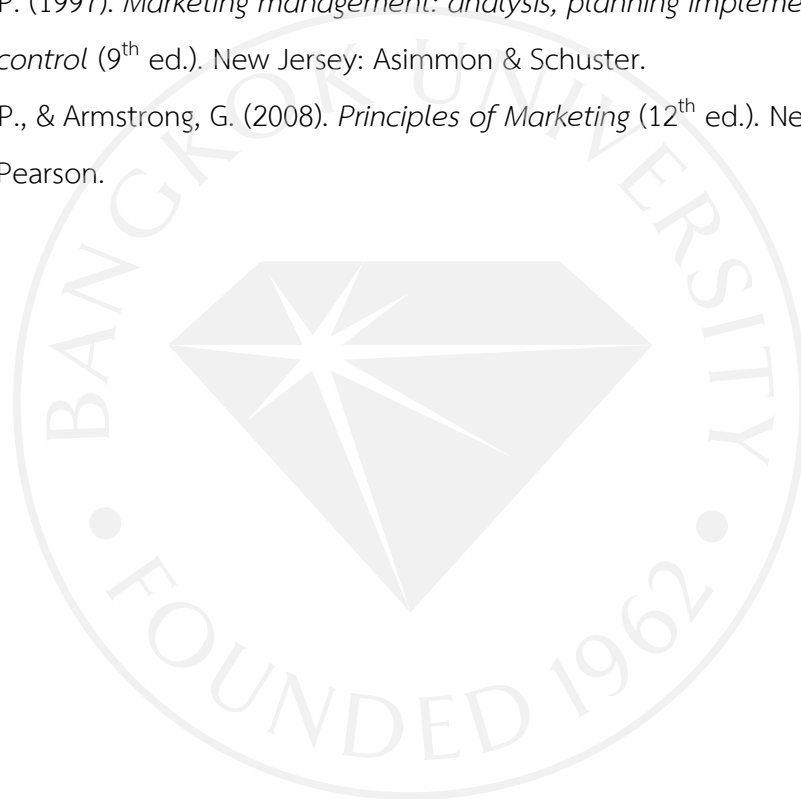 P. (1997). Marketing management: analysis, planning impleme
control (9th ed.). New Jersey: Asimmon & Schuster.
P., & Armstrong, G. (2008). Principles of Marketing (12th ed.). Ne
Pearson.
BANGKOK UNIVERSITY
• FOUNDED 1962 •